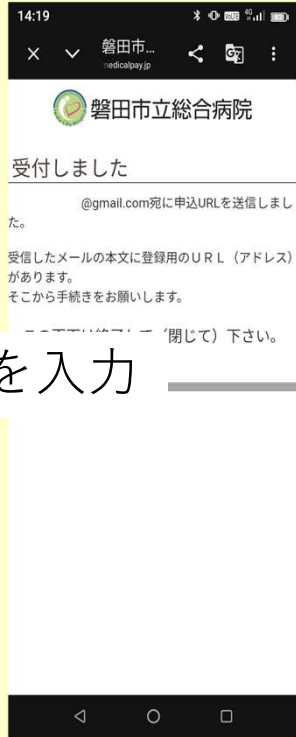 14:19
磐田市...
medicalpay.jp
磐田市立総合病院
受付しました
@gmail.com宛に申込URLを送信しまし
た。
受信したメールの本文に登録用のＵＲＬ（アドレス）
があります。
そこから手続きをお願いします。
（閉じて）下さい。
を入力